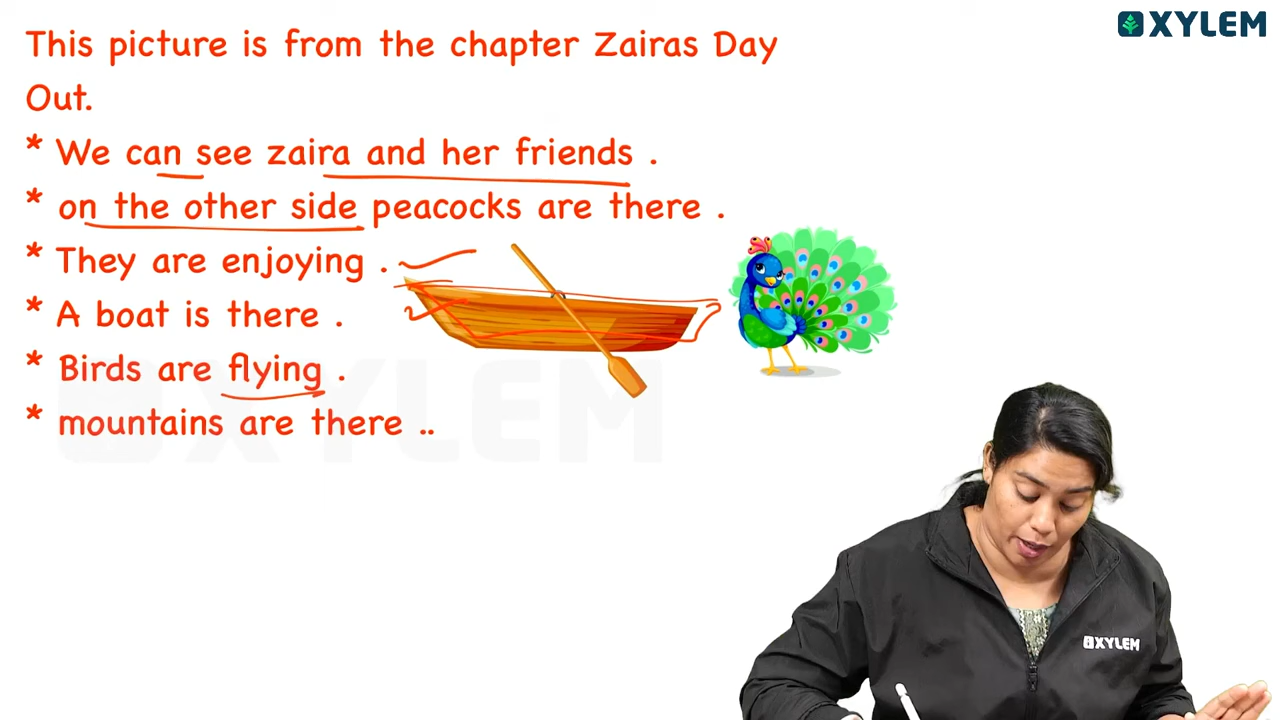 XYLEM
This picture is from the chapter Zairas Day
Out.
* We can see zaira and her friends .
* on the other side peacocks are there .
* They are enjoying .
* A boat is there .
* Birds are flying .
* mountains are there ..
XYLEM
XYLEM